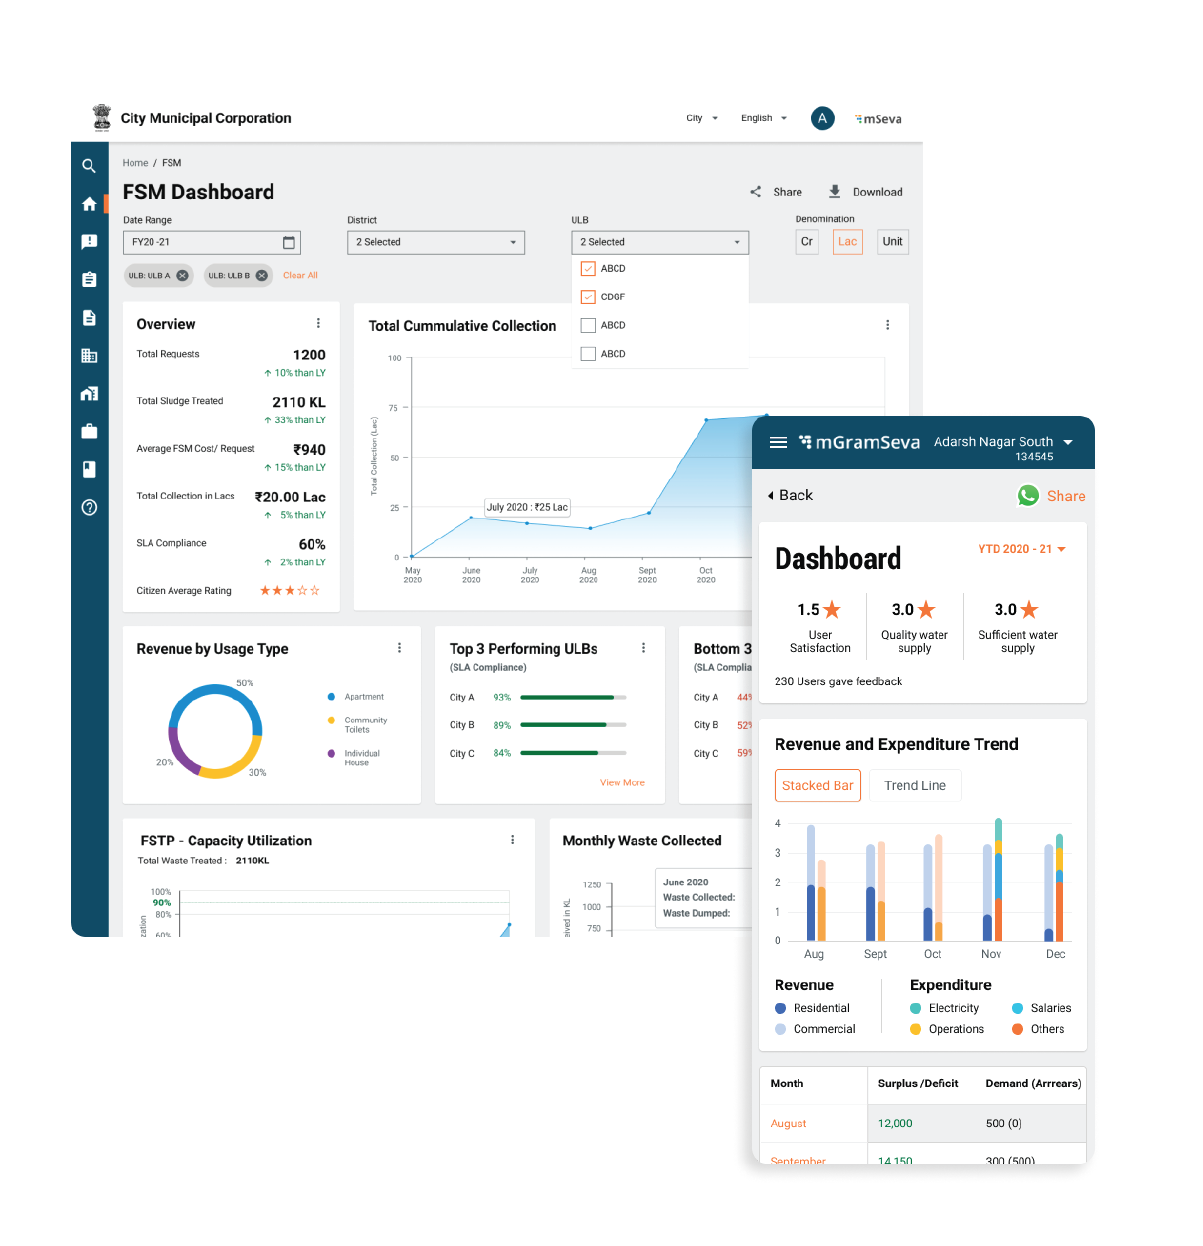 City Municipal Corporation
City
English
A
mSeva
Home / FSM
FSM Dashboard
Share
Download
Date Range
District
ULB
Denomination
FY20 -21
2 Selected
2 Selected
Cr
Lac
Unit
ULB: ULB A
ULB: ULB B
Clear All
ABCD
CDGF
ABCD
ABCD
Overview
Total Requests
1200
10% than LY
Total Sludge Treated
2110 KL
33% than LY
Average FSM Cost/ Request
₹940
15% than LY
Total Collection in Lacs
₹20.00 Lac
5% than LY
SLA Compliance
60%
2% than LY
Citizen Average Rating
Total Cummulative Collection
Total Collection (Lac)
100
75
50
25
0
July 2020 : ₹25 Lac
May 2020
June 2020
July 2020
Aug 2020
Sept 2020
Oct 2020
Revenue by Usage Type
50%
20%
30%
Apartment
Community
Toilets
Individual
House
Top 3 Performing ULBs
(SLA Compliance)
City A 93%
City B 89%
City C 84%
View More
Bottom 3
(SLA Complia
City A 44%
City B 52%
City C 59%
FSTP - Capacity Utilization
Total Waste Treated : 2110KL
100%
90%
80%
60%
ization
Monthly Waste Collected
1250
1000
750
eived in KL
June 2020
Waste Collected:
Waste Dumped:
mGramSeva
Adarsh Nagar South
134545
Back
Share
Dashboard
YTD 2020 - 21
1.5
3.0
3.0
User
Satisfaction
Quality water
supply
Sufficient water
supply
230 Users gave feedback
Revenue and Expenditure Trend
Stacked Bar
Trend Line
4
3
2
1
0
Aug
Sept
Oct
Nov
Dec
Revenue
Residential
Commercial
Expenditure
Electricity
Salaries
Operations
Others
Month
Surplus /Deficit
Demand (Arrrears)
August
12,000
500 (0)
September
14,150
300 (500)